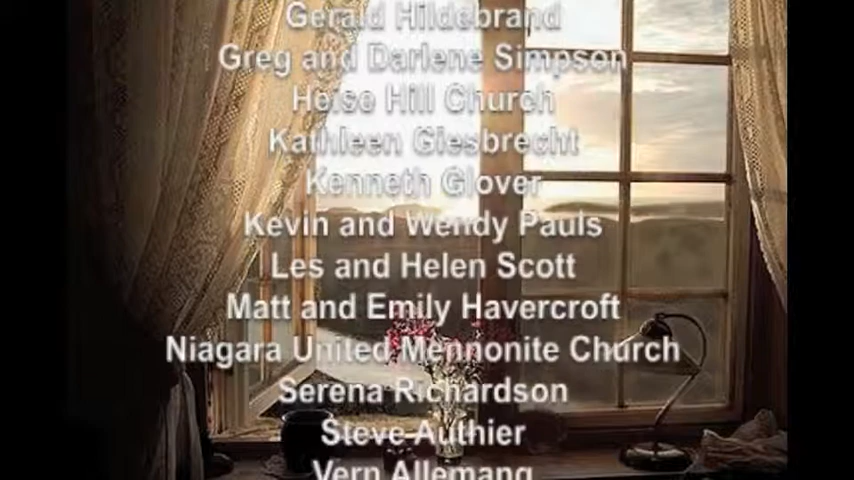 Gerald Hildebrand
Greg and Darlene Simpson
Heise Hill Church
Kathleen Giesbrecht
Kenneth Glover
Kevin and Wendy Pauls
Les and Helen Scott
Matt and Emily Havercroft
Niagara United Mennonite Church
Serena Richardson
Steve Authier
Vern Allemang